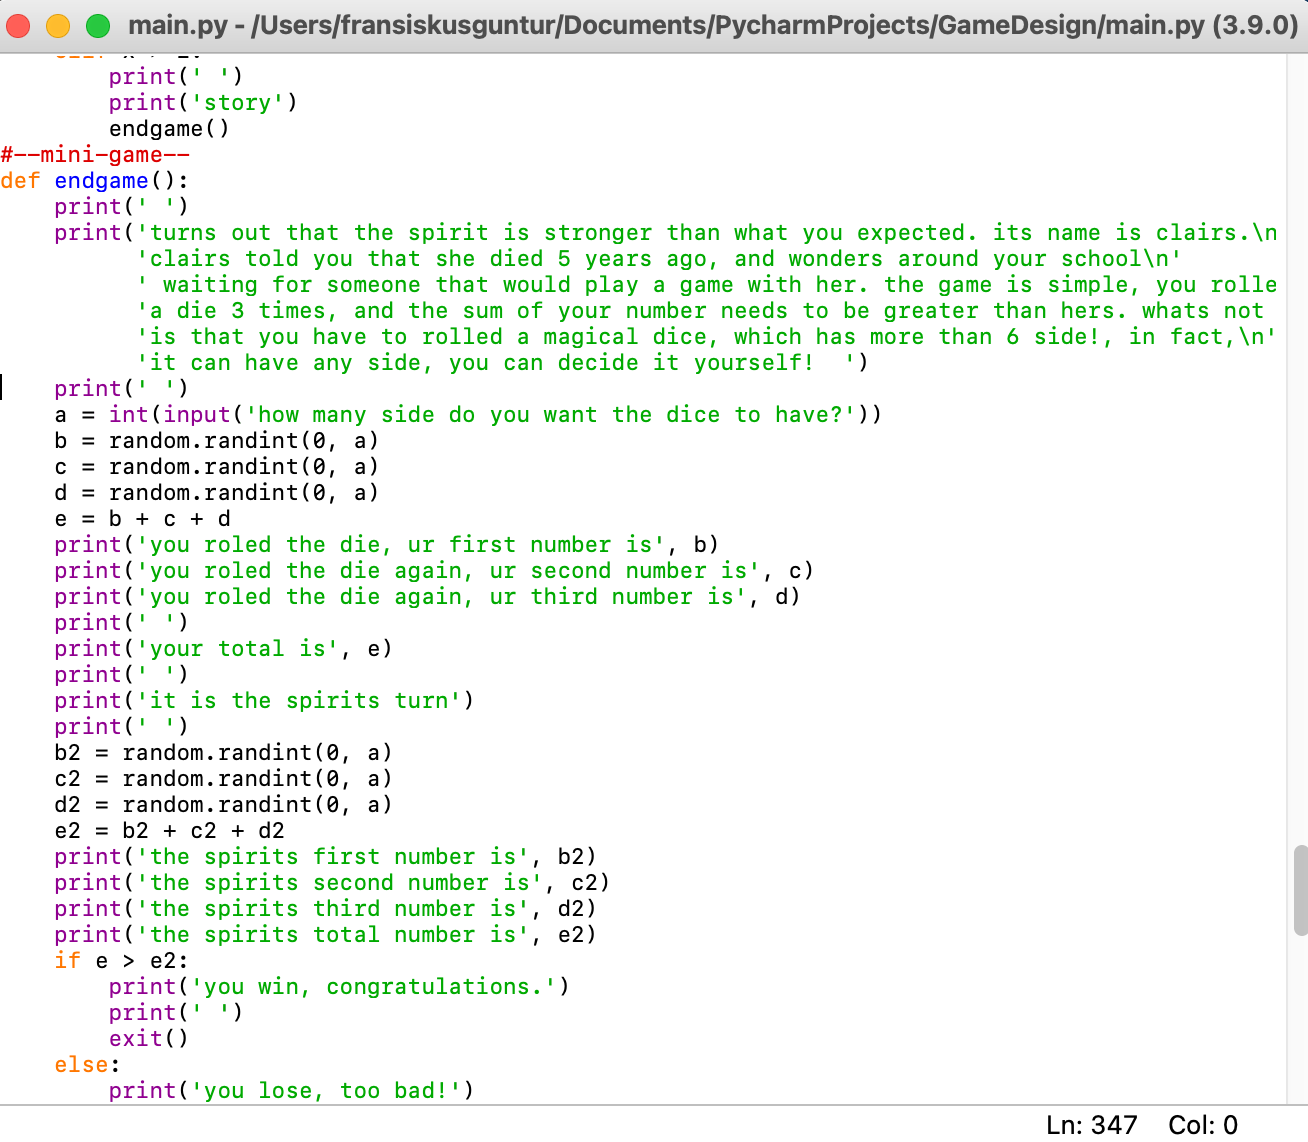 main.py - /Users/fransiskusguntur/Documents/PycharmProjects/GameDesign/main.py (3.9.0)
        print(' ')
        print('story')
        endgame()
#--mini-game--
def endgame():
    print(' ')
    print('turns out that the spirit is stronger than what you expected. its name is clairs.\n
          'clairs told you that she died 5 years ago, and wonders around your school\n'
          ' waiting for someone that would play a game with her. the game is simple, you rolle
          'a die 3 times, and the sum of your number needs to be greater than hers. whats not
          'is that you have to rolled a magical dice, which has more than 6 side!, in fact,\n'
          'it can have any side, you can decide it yourself!  ')
    print(' ')
    a = int(input('how many side do you want the dice to have?'))
    b = random.randint(0, a)
    c = random.randint(0, a)
    d = random.randint(0, a)
    e = b + c + d
    print('you roled the die, ur first number is', b)
    print('you roled the die again, ur second number is', c)
    print('you roled the die again, ur third number is', d)
    print(' ')
    print('your total is', e)
    print(' ')
    print('it is the spirits turn')
    print(' ')
    b2 = random.randint(0, a)
    c2 = random.randint(0, a)
    d2 = random.randint(0, a)
    e2 = b2 + c2 + d2
    print('the spirits first number is', b2)
    print('the spirits second number is', c2)
    print('the spirits third number is', d2)
    print('the spirits total number is', e2)
    if e > e2:
        print('you win, congratulations.')
        print(' ')
        exit()
    else:
        print('you lose, too bad!')
Ln: 347  Col: 0